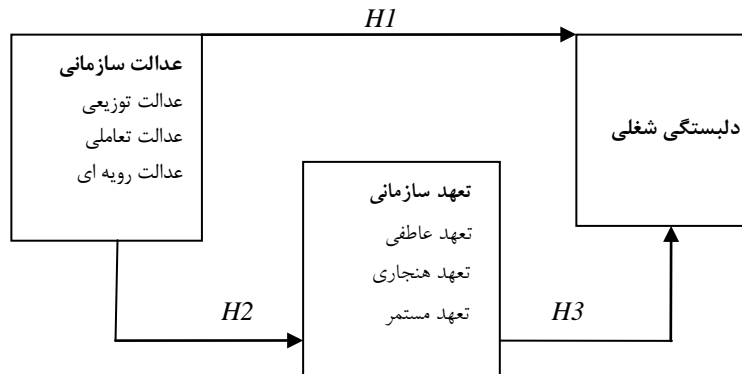 H1
عدالت سازمانی
عدالت توزیعی
عدالت تعاملی
عدالت رویه ای
دلبستگی شغلی
تعهد سازمانی
تعهد عاطفی
تعهد هنجاری
تعهد مستمر
H2
H3